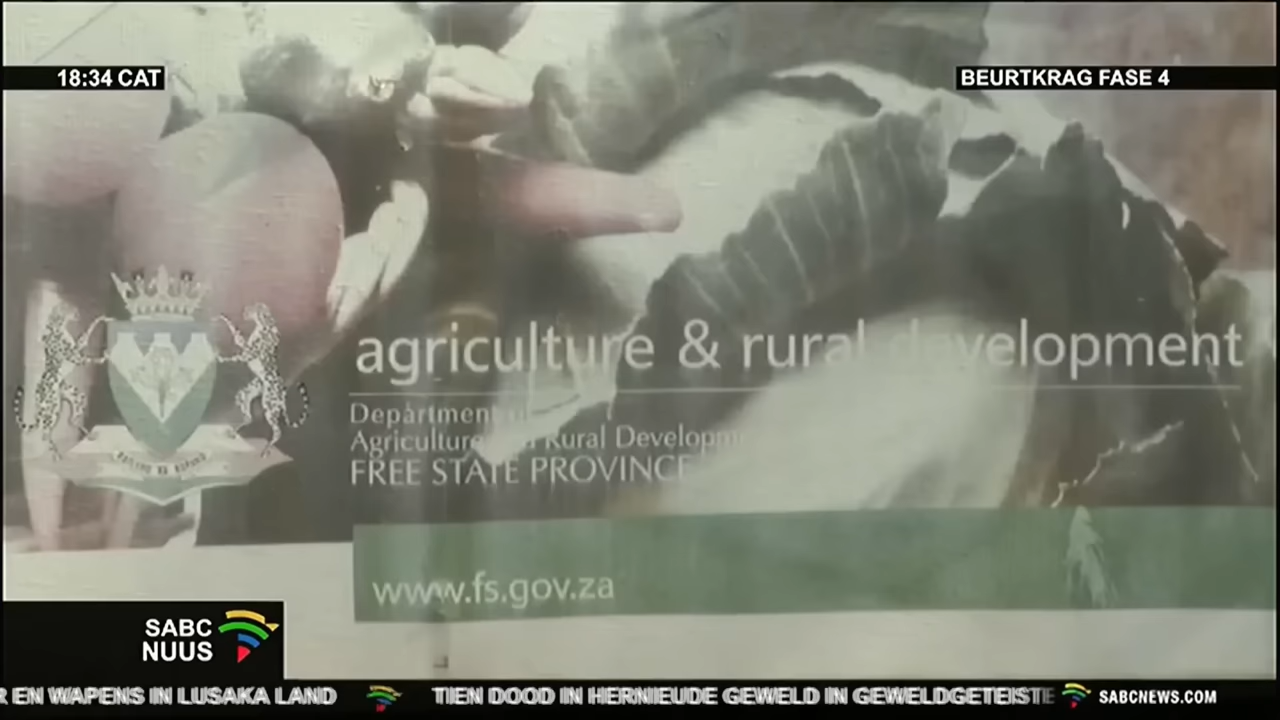 18:34 CAT
BEURTKRAG FASE 4
agriculture & rural development
Department
Agriculture Rural
FREE STATE PROVINCE
www.fs.gov.za
SABC
NUUS
EN WAPENS IN LUSAKA LAND
TIEN DOOD IN HERNIEUDE GEWELD IN GEWELDGETEISTE
SABCNEWS.COM